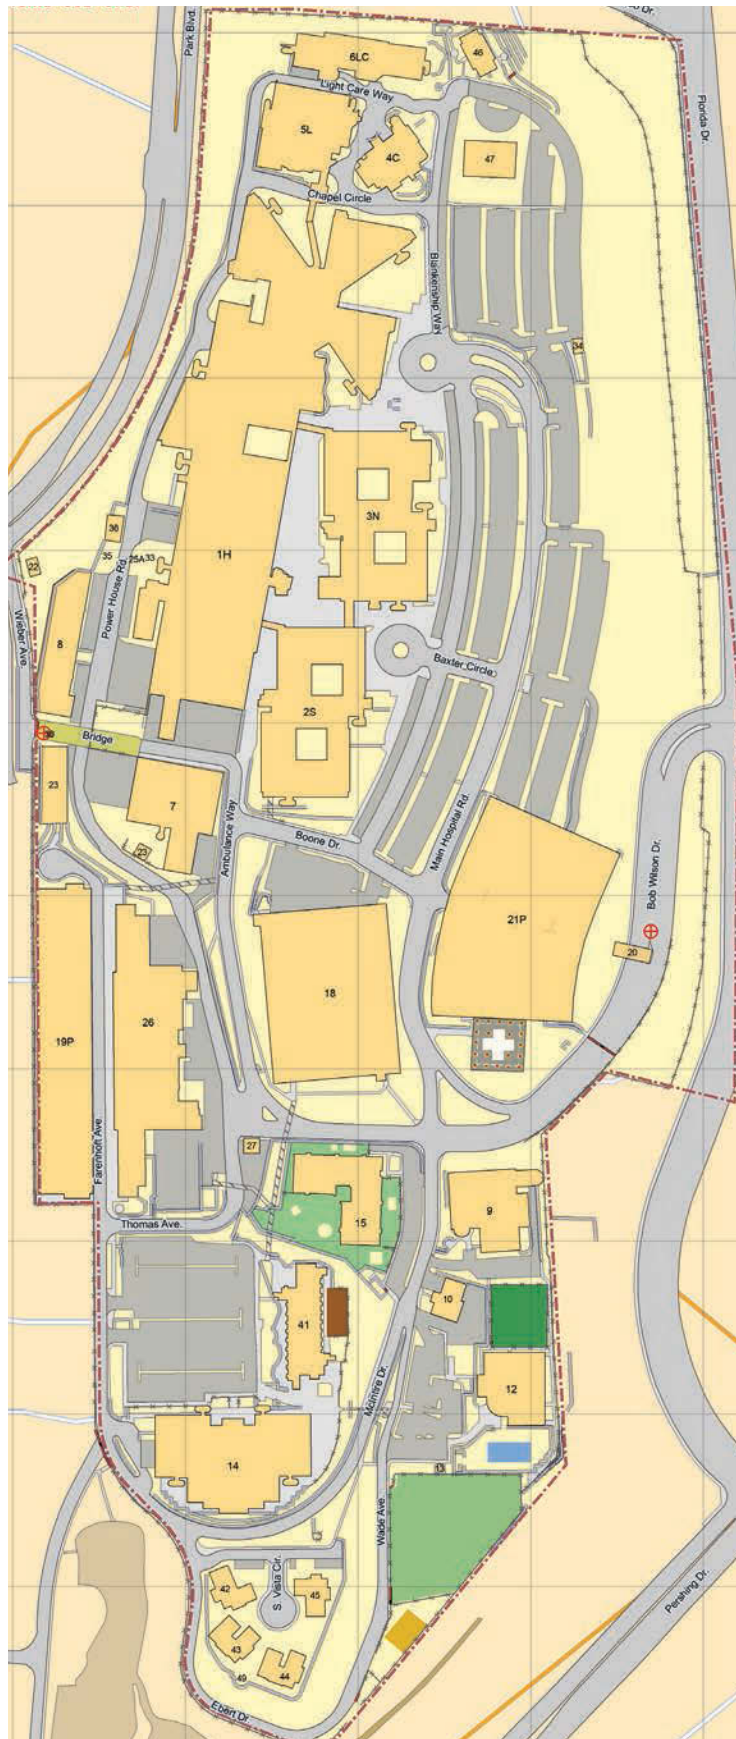 Park Blvd.
Dr.
46
6LC
Light Care Way
Florida Dr.
5L
4C
47
Chapel Circle
Blankenship Way
34
3N
36
1H
35
25A
33
22
Power House Rd.
Wieber Ave.
8
Baxter Circle
2S
Bridge
23
7
Ambulance Way
Main Hospital Rd.
Boone Dr.
23
Bob Wilson Dr.
21P
20
18
26
19P
Farenholt Ave.
27
9
15
Thomas Ave.
10
41
McIntire Dr.
12
14
13
Wade Ave.
S. Vista Cir.
42
45
Pershing Dr.
43
44
49
Ebert Dr.